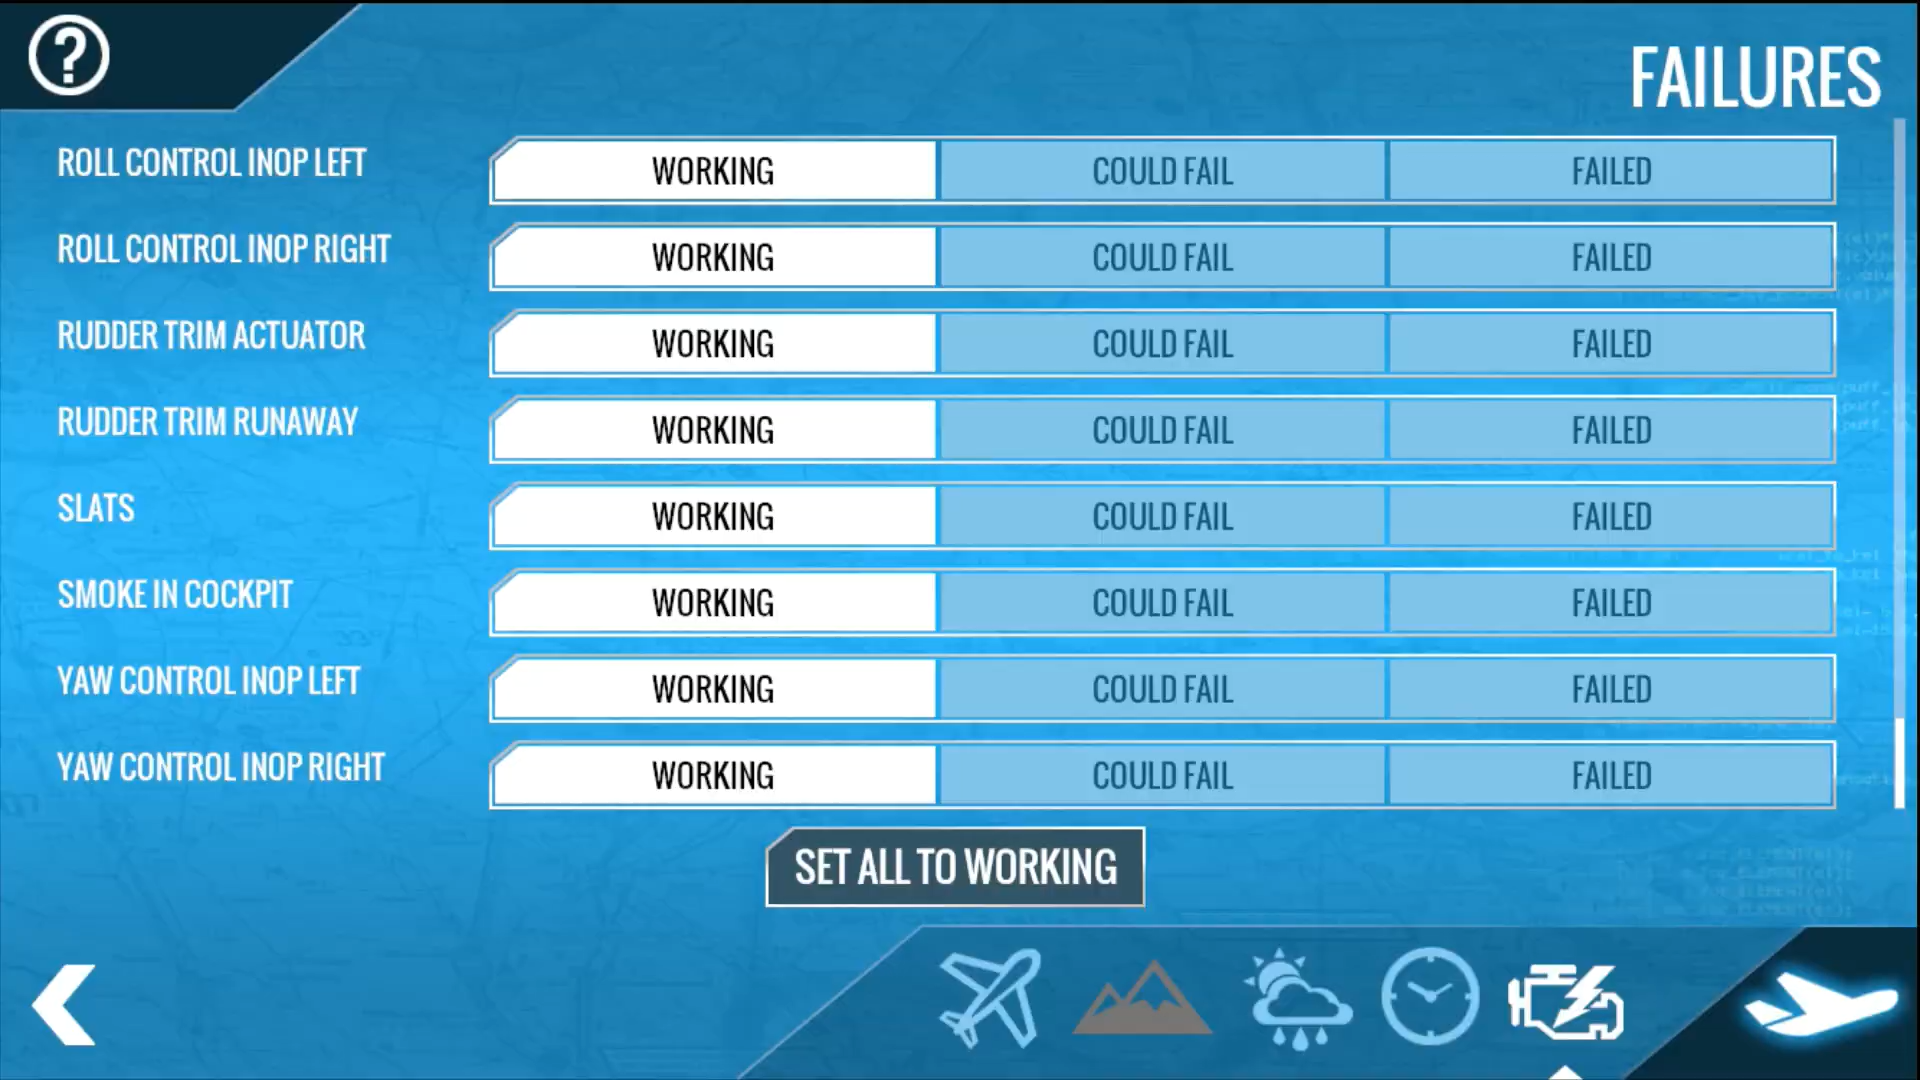 ?
FAILURES
ROLL CONTROL INOP LEFT WORKING COULD FAIL FAILED
ROLL CONTROL INOP RIGHT WORKING COULD FAIL FAILED
RUDDER TRIM ACTUATOR WORKING COULD FAIL FAILED
RUDDER TRIM RUNAWAY WORKING COULD FAIL FAILED
SLATS WORKING COULD FAIL FAILED
SMOKE IN COCKPIT WORKING COULD FAIL FAILED
YAW CONTROL INOP LEFT WORKING COULD FAIL FAILED
YAW CONTROL INOP RIGHT WORKING COULD FAIL FAILED
SET ALL TO WORKING